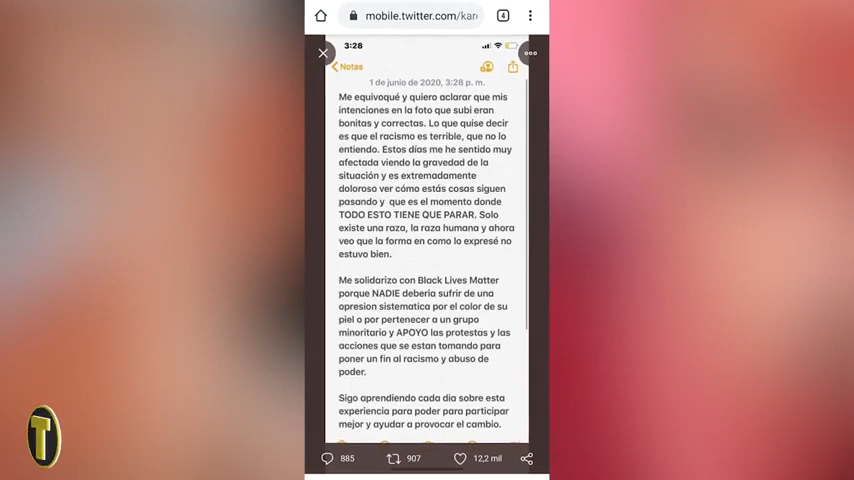 mobile.twitter.com/kar
4
3:28
Notas
1 de junio de 2020, 3:28 p. m.
Me equivoqué y quiero aclarar que mis
intenciones en la foto que subi eran
bonitas y correctas. Lo que quise decir
es que el racismo es terrible, que no lo
entiendo. Estos días me he sentido muy
afectada viendo la gravedad de la
situación y es extremadamente
doloroso ver cómo estás cosas siguen
pasando y que es el momento donde
TODO ESTO TIENE QUE PARAR. Solo
existe una raza, la raza humana y ahora
veo que la forma en como lo expresé no
estuvo bien.
Me solidarizo con Black Lives Matter
porque NADIE deberia sufrir de una
opresion sistematica por el color de su
piel o por pertenecer a un grupo
minoritario y APOYO las protestas y las
acciones que se estan tomando para
poner un fin al racismo y abuso de
poder.
Sigo aprendiendo cada dia sobre esta
experiencia para poder para participar
mejor y ayudar a provocar el cambio.
885
907
12,2 mil
T